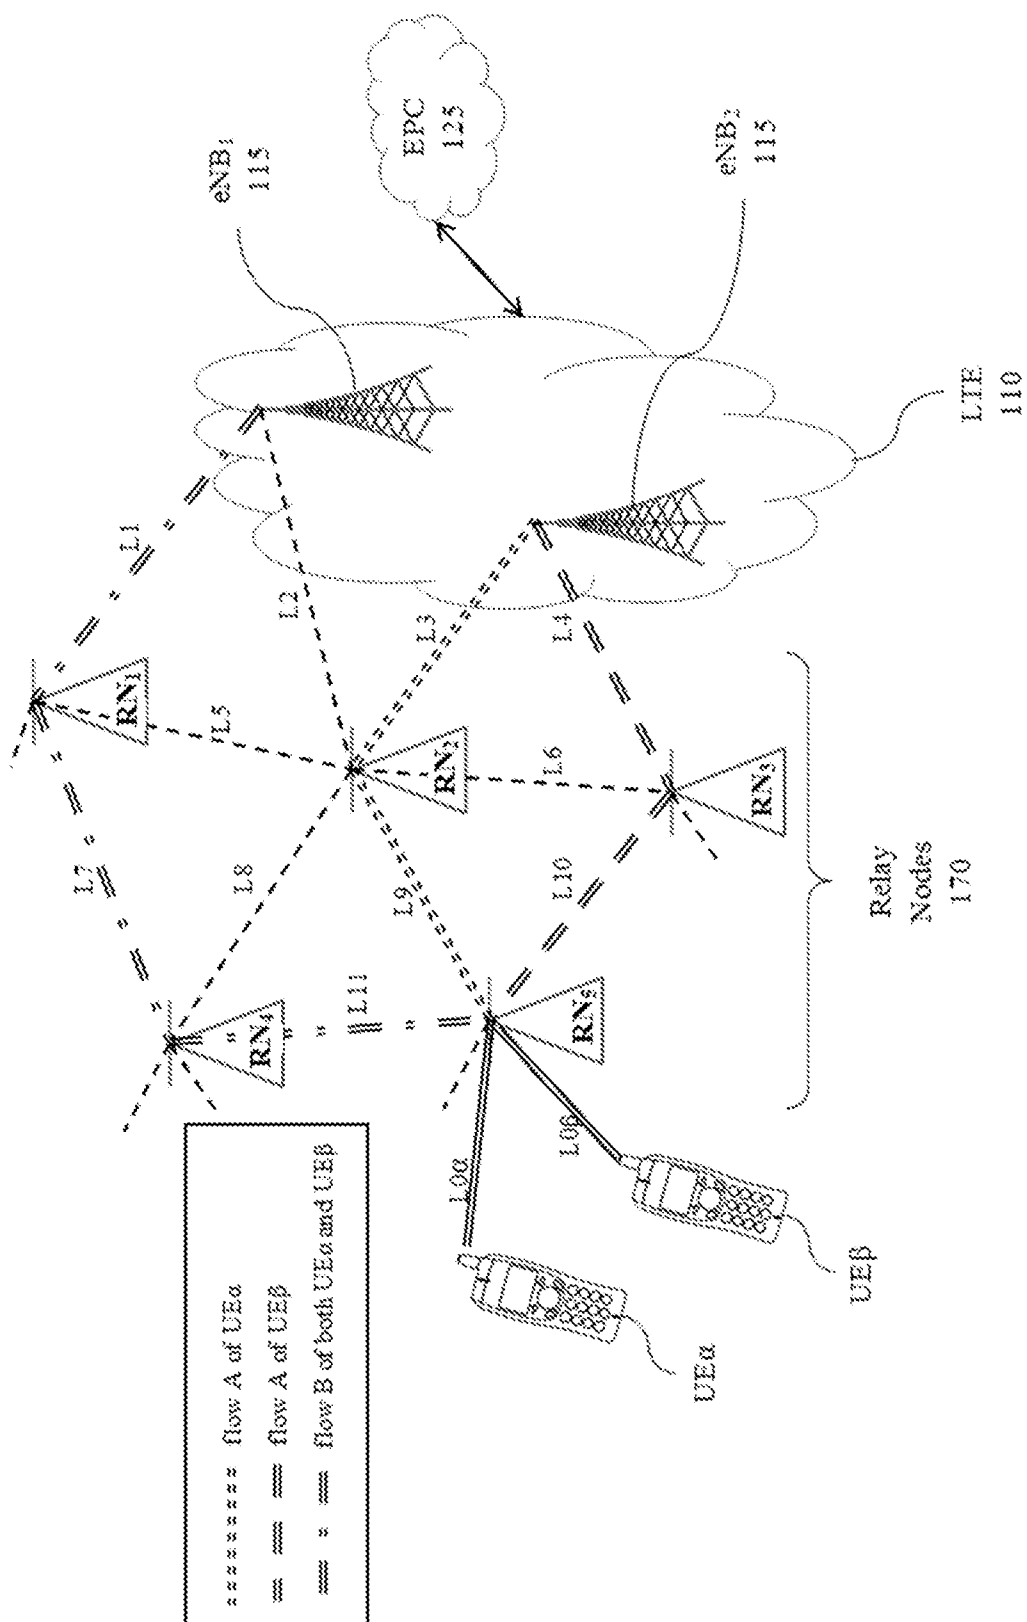 flow A of UEα
flow A of UEβ
flow B of both UEα and UEβ
RN₁
RN₂
RN₃
RN₄
RN₅
L1
L2
L3
L4
L5
L6
L7
L8
L9
L10
L11
L0α
L0β
eNB₁
115
EPC
125
eNB₂
115
LTE
110
Relay
Nodes
170
UEα
UEβ